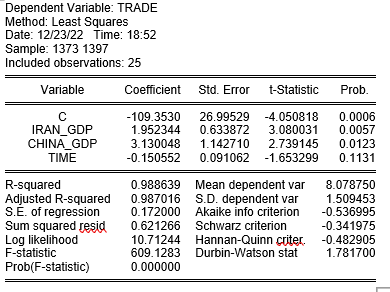 Dependent Variable: TRADE
Method: Least Squares
Date: 12/23/22 Time: 18:52
Sample: 1373 1397
Included observations: 25
Variable Coefficient Std. Error t-Statistic Prob.
C -109.3530 26.99529 -4.050818 0.0006
IRAN_GDP 1.952344 0.633872 3.080031 0.0057
CHINA_GDP 3.130048 1.142710 2.739145 0.0123
TIME -0.150552 0.091062 -1.653299 0.1131
R-squared 0.988639 Mean dependent var 8.078750
Adjusted R-squared 0.987016 S.D. dependent var 1.509453
S.E. of regression 0.172000 Akaike info criterion -0.536995
Sum squared resid 0.621266 Schwarz criterion -0.341975
Log likelihood 10.71244 Hannan-Quinn criter. -0.482905
F-statistic 609.1283 Durbin-Watson stat 1.781700
Prob(F-statistic) 0.000000